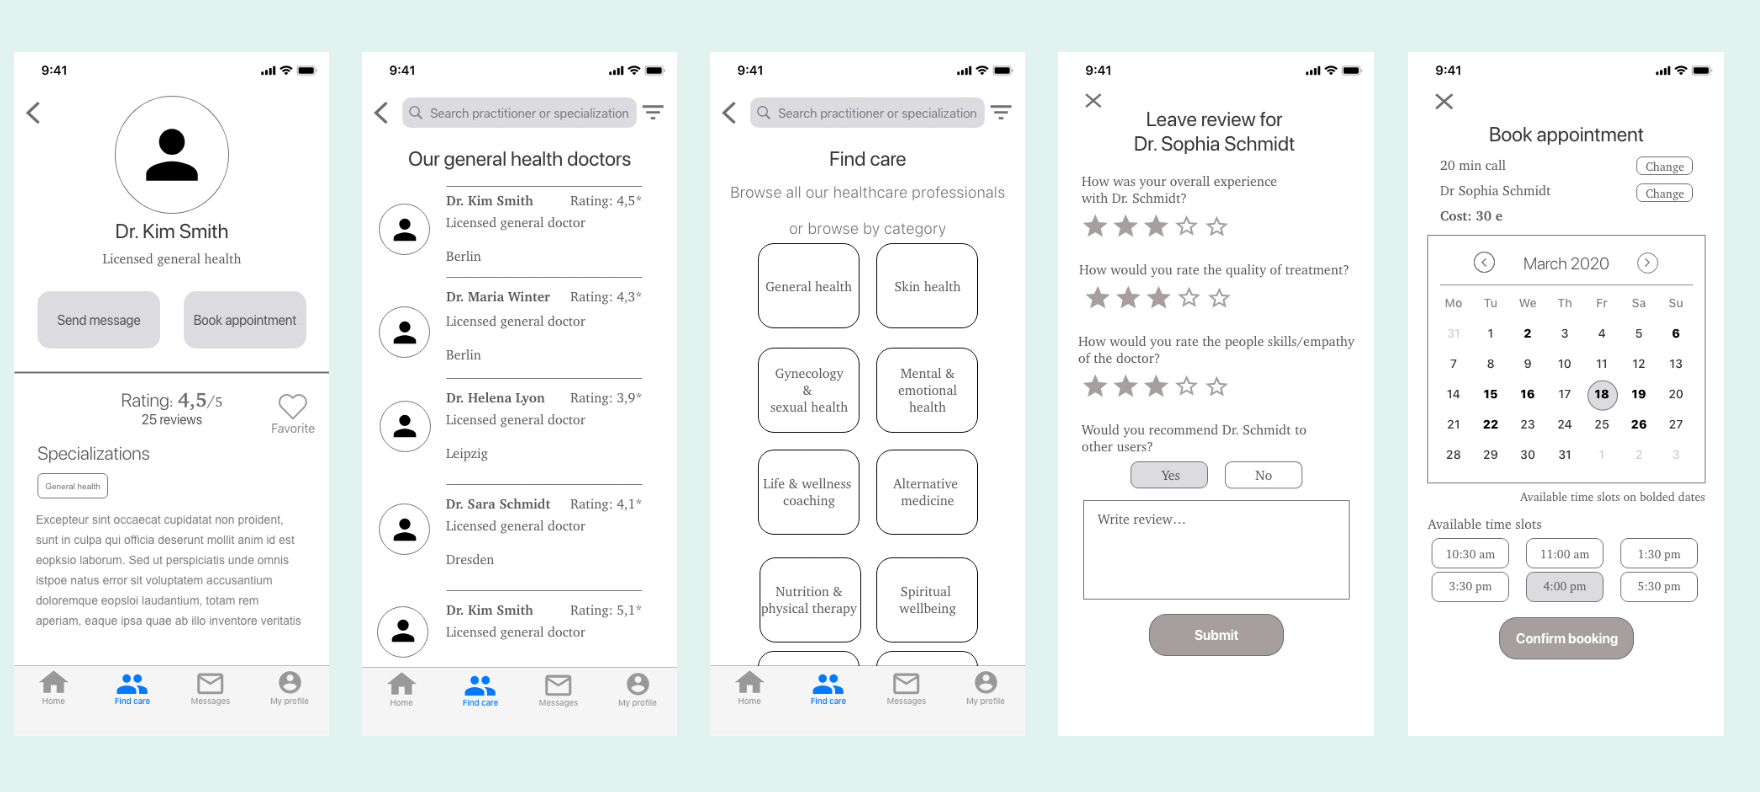 9:41
Dr. Kim Smith
Licensed general health
Send message
Book appointment
Rating: 4,5/5
25 reviews
Favorite
Specializations
General health
Excepteur sint occaecat cupidatat non proident,
sunt in culpa qui officia deserunt mollit anim id est
eopksio laborum. Sed ut perspiciatis unde omnis
istpoe natus error sit voluptatem accusantium
doloremque eopsloi laudantium, totam rem
aperiam, eaque ipsa quae ab illo inventore veritatis
Home
Find care
Messages
My profile
9:41
Search practitioner or specialization
Our general health doctors
Dr. Kim Smith Rating: 4,5*
Licensed general doctor
Berlin
Dr. Maria Winter Rating: 4,3*
Licensed general doctor
Berlin
Dr. Helena Lyon Rating: 3,9*
Licensed general doctor
Leipzig
Dr. Sara Schmidt Rating: 4,1*
Licensed general doctor
Dresden
Dr. Kim Smith Rating: 5,1*
Licensed general doctor
Home
Find care
Messages
My profile
9:41
Search practitioner or specialization
Find care
Browse all our healthcare professionals
or browse by category
General health
Skin health
Gynecology
&
sexual health
Mental &
emotional
health
Life & wellness
coaching
Alternative
medicine
Nutrition &
physical therapy
Spiritual
wellbeing
Home
Find care
Messages
My profile
9:41
Leave review for
Dr. Sophia Schmidt
How was your overall experience
with Dr. Schmidt?
How would you rate the quality of treatment?
How would you rate the people skills/empathy
of the doctor?
Would you recommend Dr. Schmidt to
other users?
Yes
No
Write review...
Submit
9:41
Book appointment
20 min call
Change
Dr Sophia Schmidt
Change
Cost: 30 e
March 2020
Mo Tu We Th Fr Sa Su
31 1 2 3 4 5 6
7 8 9 10 11 12 13
14 15 16 17 18 19 20
21 22 23 24 25 26 27
28 29 30 31 1 2 3
Available time slots on bolded dates
Available time slots
10:30 am 11:00 am 1:30 pm
3:30 pm 4:00 pm 5:30 pm
Confirm booking